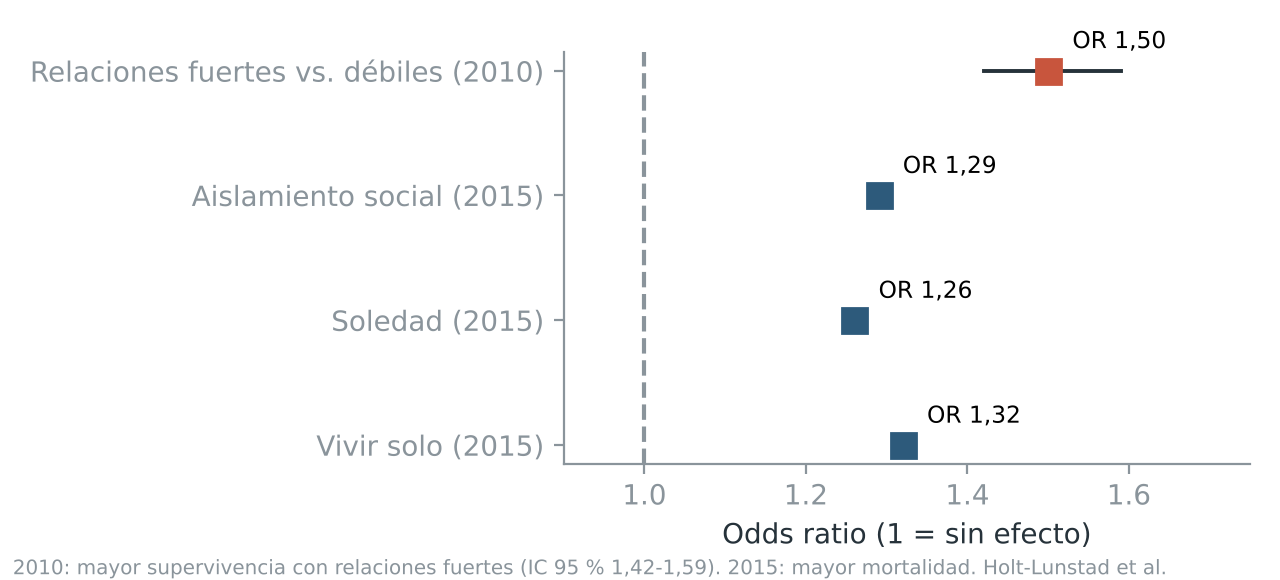 OR 1,50
Relaciones fuertes vs. débiles (2010)
OR 1,29
Aislamiento social (2015)
OR 1,26
Soledad (2015)
OR 1,32
Vivir solo (2015)
1.0 1.2 1.4 1.6
Odds ratio (1 = sin efecto)
2010: mayor supervivencia con relaciones fuertes (IC 95 % 1,42-1,59). 2015: mayor mortalidad. Holt-Lunstad et al.